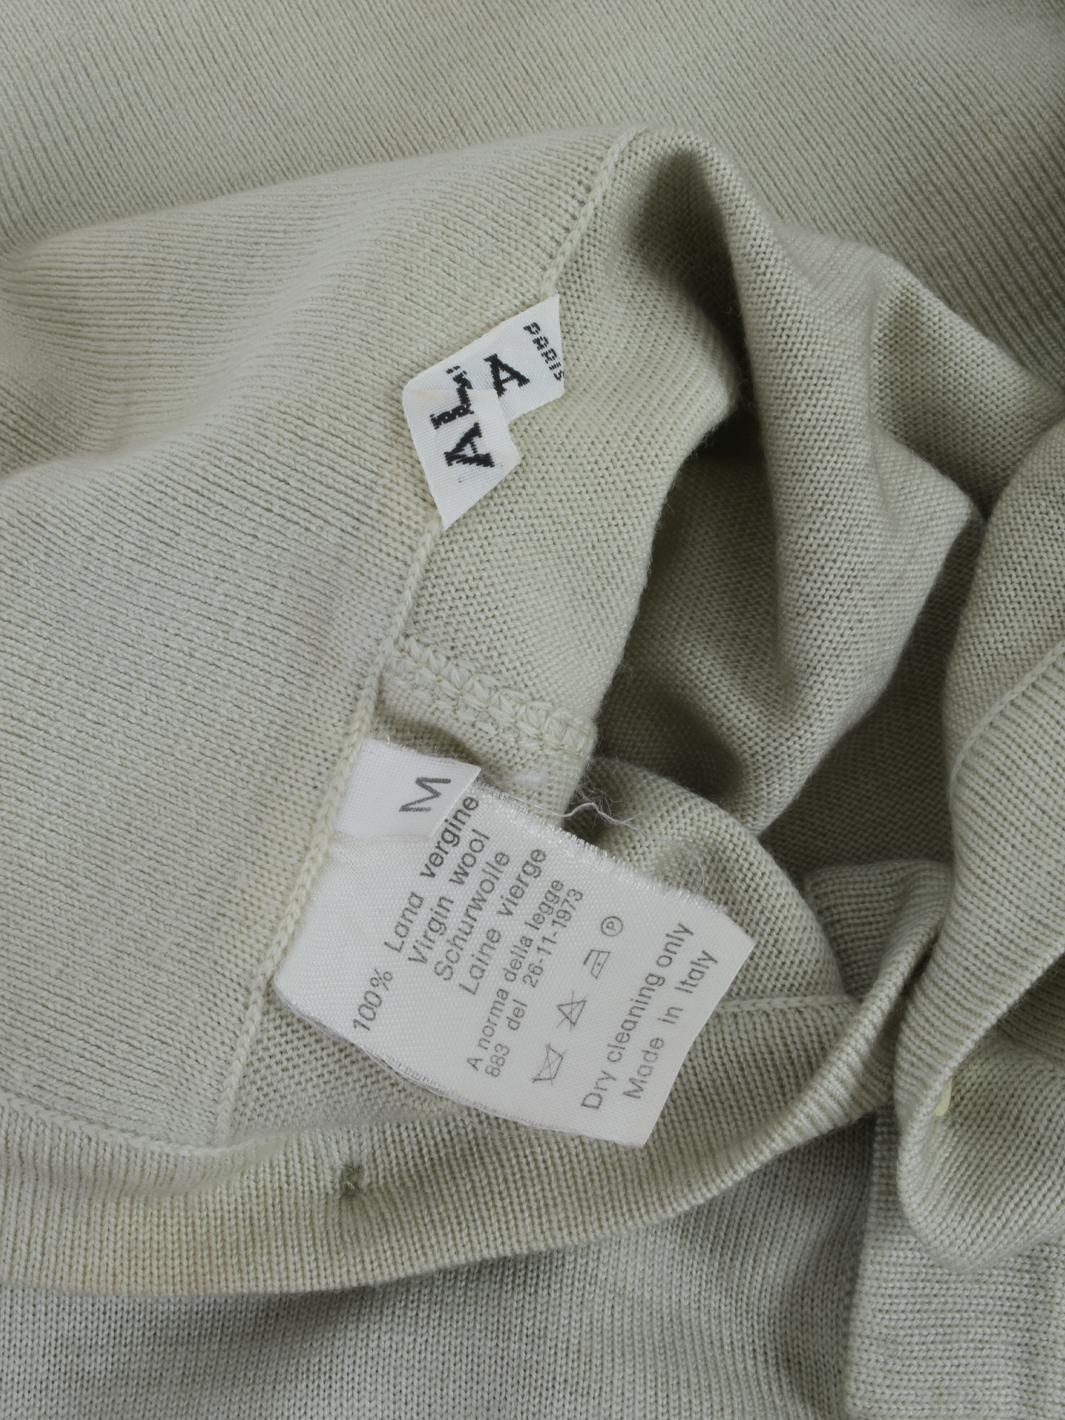 AL
A
PARIS
M
100% Lana vergine
Virgin wool
Schurwolle
Laine vierge
A norma della legge
883 del 26-11-1973
P
Dry cleaning only
Made in Italy